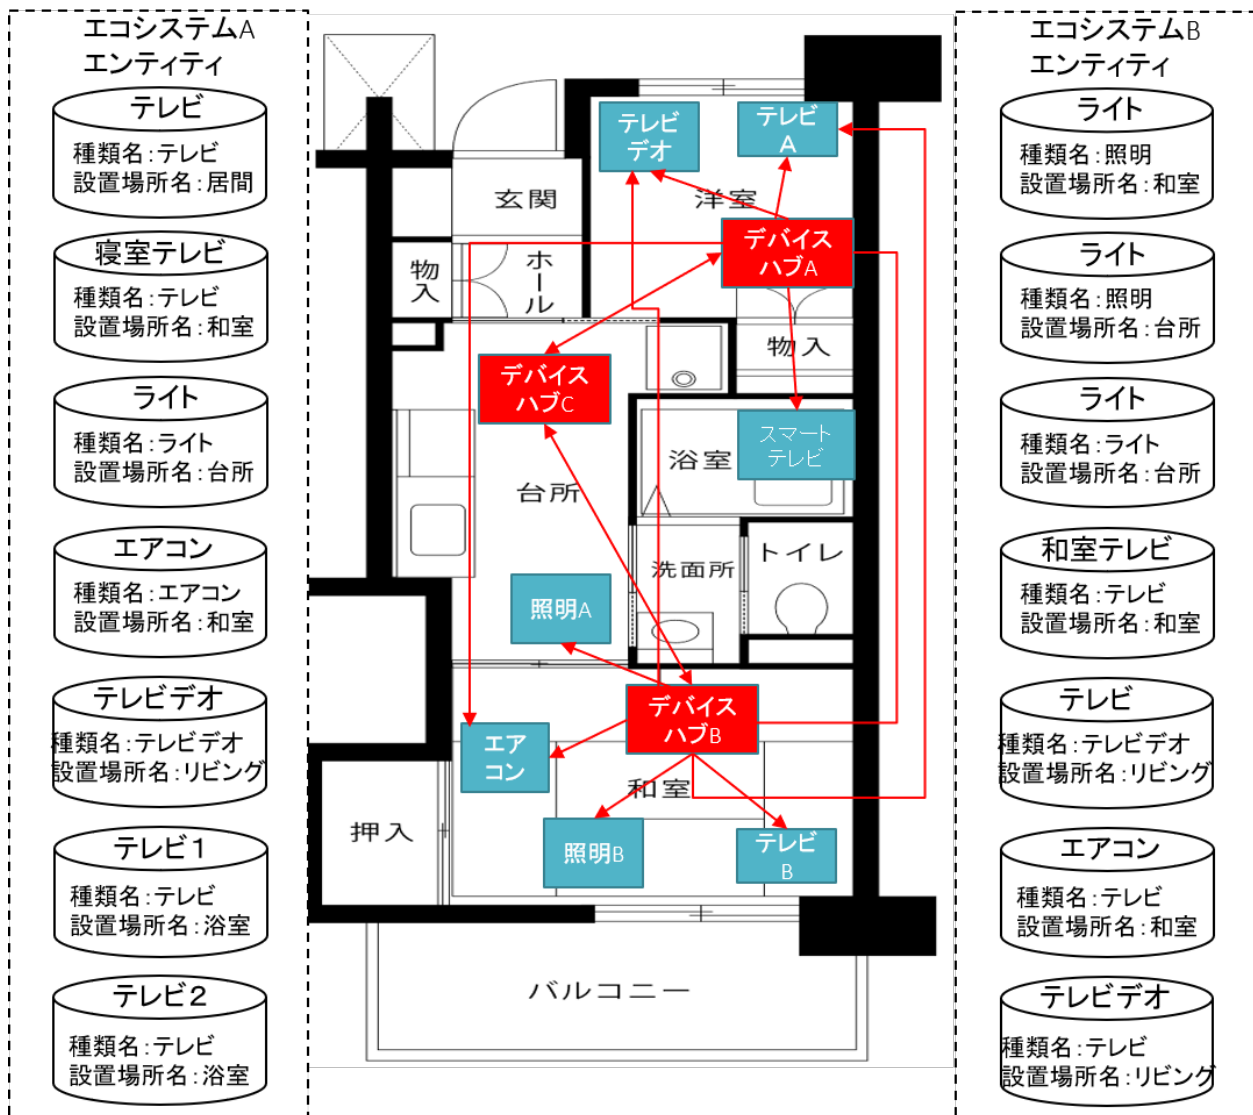 エコシステムA
エンティティ
テレビ
種類名:テレビ
設置場所名:居間
寝室テレビ
種類名:テレビ
設置場所名:和室
ライト
種類名:ライト
設置場所名:台所
エアコン
種類名:エアコン
設置場所名:和室
テレビデオ
種類名:テレビデオ
設置場所名:リビング
テレビ1
種類名:テレビ
設置場所名:浴室
テレビ2
種類名:テレビ
設置場所名:浴室
テレビ
デオ
テレビ
A
玄関
洋室
デバイス
ハブA
物入
ホール
物入
デバイス
ハブC
スマート
テレビ
浴室
台所
洗面所
トイレ
照明A
デバイス
ハブB
エア
コン
和室
押入
照明B
テレビ
B
バルコニー
エコシステムB
エンティティ
ライト
種類名:照明
設置場所名:和室
ライト
種類名:照明
設置場所名:台所
ライト
種類名:ライト
設置場所名:台所
和室テレビ
種類名:テレビ
設置場所名:和室
テレビ
種類名:テレビデオ
設置場所名:リビング
エアコン
種類名:テレビ
設置場所名:和室
テレビデオ
種類名:テレビ
設置場所名:リビング